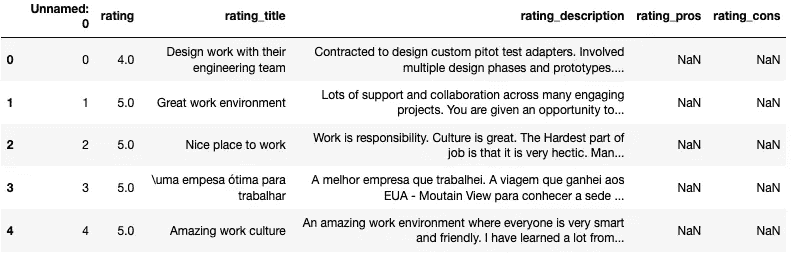 Unnamed: 0 rating rating_title rating_description rating_pros rating_cons
0 0 4.0 Design work with their engineering team Contracted to design custom pitot test adapters. Involved multiple design phases and prototypes.... NaN NaN
1 1 5.0 Great work environment Lots of support and collaboration across many engaging projects. You are given an opportunity to... NaN NaN
2 2 5.0 Nice place to work Work is responsibility. Culture is great. The Hardest part of job is that it is very hectic. Man... NaN NaN
3 3 5.0 \uma empesa ótima para trabalhar A melhor empresa que trabalhei. A viagem que ganhei aos EUA - Moutain View para conhecer a sede ... NaN NaN
4 4 5.0 Amazing work culture An amazing work environment where everyone is very smart and friendly. I have learned a lot from... NaN NaN